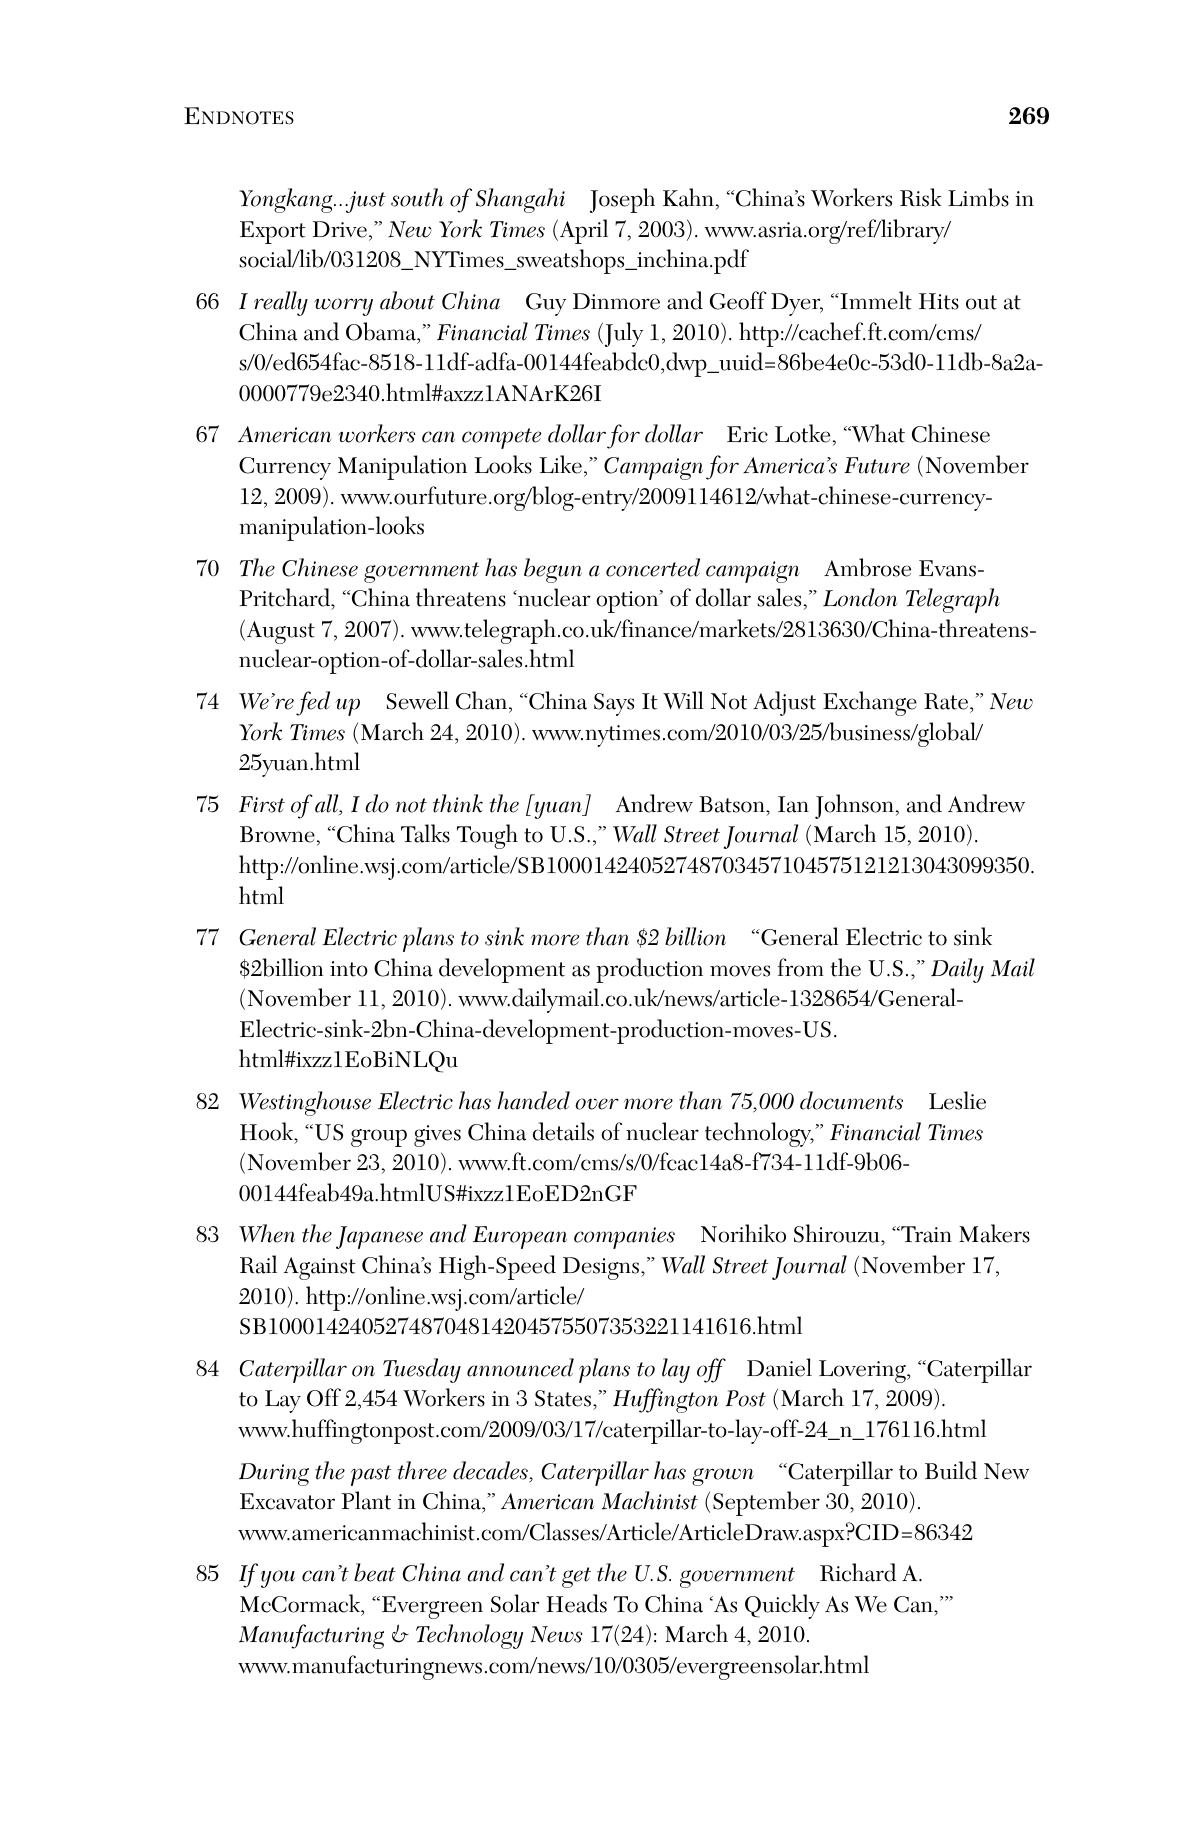 ENDNOTES 269
Yongkang...just south of Shangahi Joseph Kahn, “China’s Workers Risk Limbs in
Export Drive,” New York Times (April 7, 2003). www.asria.org/ref/library/
social/lib/031208_NYTimes_sweatshops_inchina.pdf
66 I really worry about China Guy Dinmore and Geoff Dyer, “Immelt Hits out at
China and Obama,” Financial Times (July 1, 2010). http://cachef.ft.com/cms/
s/0/ed654fac-8518-11df-adfa-00144feabdc0,dwp_uuid=86be4e0c-53d0-11db-8a2a-
0000779e2340.html#axzz1ANArK26I
67 American workers can compete dollar for dollar Eric Lotke, “What Chinese
Currency Manipulation Looks Like,” Campaign for America’s Future (November
12, 2009). www.ourfuture.org/blog-entry/2009114612/what-chinese-currency-
manipulation-looks
70 The Chinese government has begun a concerted campaign Ambrose Evans-
Pritchard, “China threatens ‘nuclear option’ of dollar sales,” London Telegraph
(August 7, 2007). www.telegraph.co.uk/finance/markets/2813630/China-threatens-
nuclear-option-of-dollar-sales.html
74 We’re fed up Sewell Chan, “China Says It Will Not Adjust Exchange Rate,” New
York Times (March 24, 2010). www.nytimes.com/2010/03/25/business/global/
25yuan.html
75 First of all, I do not think the [yuan] Andrew Batson, Ian Johnson, and Andrew
Browne, “China Talks Tough to U.S.,” Wall Street Journal (March 15, 2010).
http://online.wsj.com/article/SB10001424052748703457104575121213043099350.
html
77 General Electric plans to sink more than $2 billion “General Electric to sink
$2billion into China development as production moves from the U.S.,” Daily Mail
(November 11, 2010). www.dailymail.co.uk/news/article-1328654/General-
Electric-sink-2bn-China-development-production-moves-US.
html#ixzz1EoBiNLQu
82 Westinghouse Electric has handed over more than 75,000 documents Leslie
Hook, “US group gives China details of nuclear technology,” Financial Times
(November 23, 2010). www.ft.com/cms/s/0/fcac14a8-f734-11df-9b06-
00144feab49a.htmlUS#ixzz1EoED2nGF
83 When the Japanese and European companies Norihiko Shirouzu, “Train Makers
Rail Against China’s High-Speed Designs,” Wall Street Journal (November 17,
2010). http://online.wsj.com/article/
SB10001424052748704814204575507353221141616.html
84 Caterpillar on Tuesday announced plans to lay off Daniel Lovering, “Caterpillar
to Lay Off 2,454 Workers in 3 States,” Huffington Post (March 17, 2009).
www.huffingtonpost.com/2009/03/17/caterpillar-to-lay-off-24_n_176116.html
During the past three decades, Caterpillar has grown “Caterpillar to Build New
Excavator Plant in China,” American Machinist (September 30, 2010).
www.americanmachinist.com/Classes/Article/ArticleDraw.aspx?CID=86342
85 If you can’t beat China and can’t get the U.S. government Richard A.
McCormack, “Evergreen Solar Heads To China ‘As Quickly As We Can,’”
Manufacturing & Technology News 17(24): March 4, 2010.
www.manufacturingnews.com/news/10/0305/evergreensolar.html